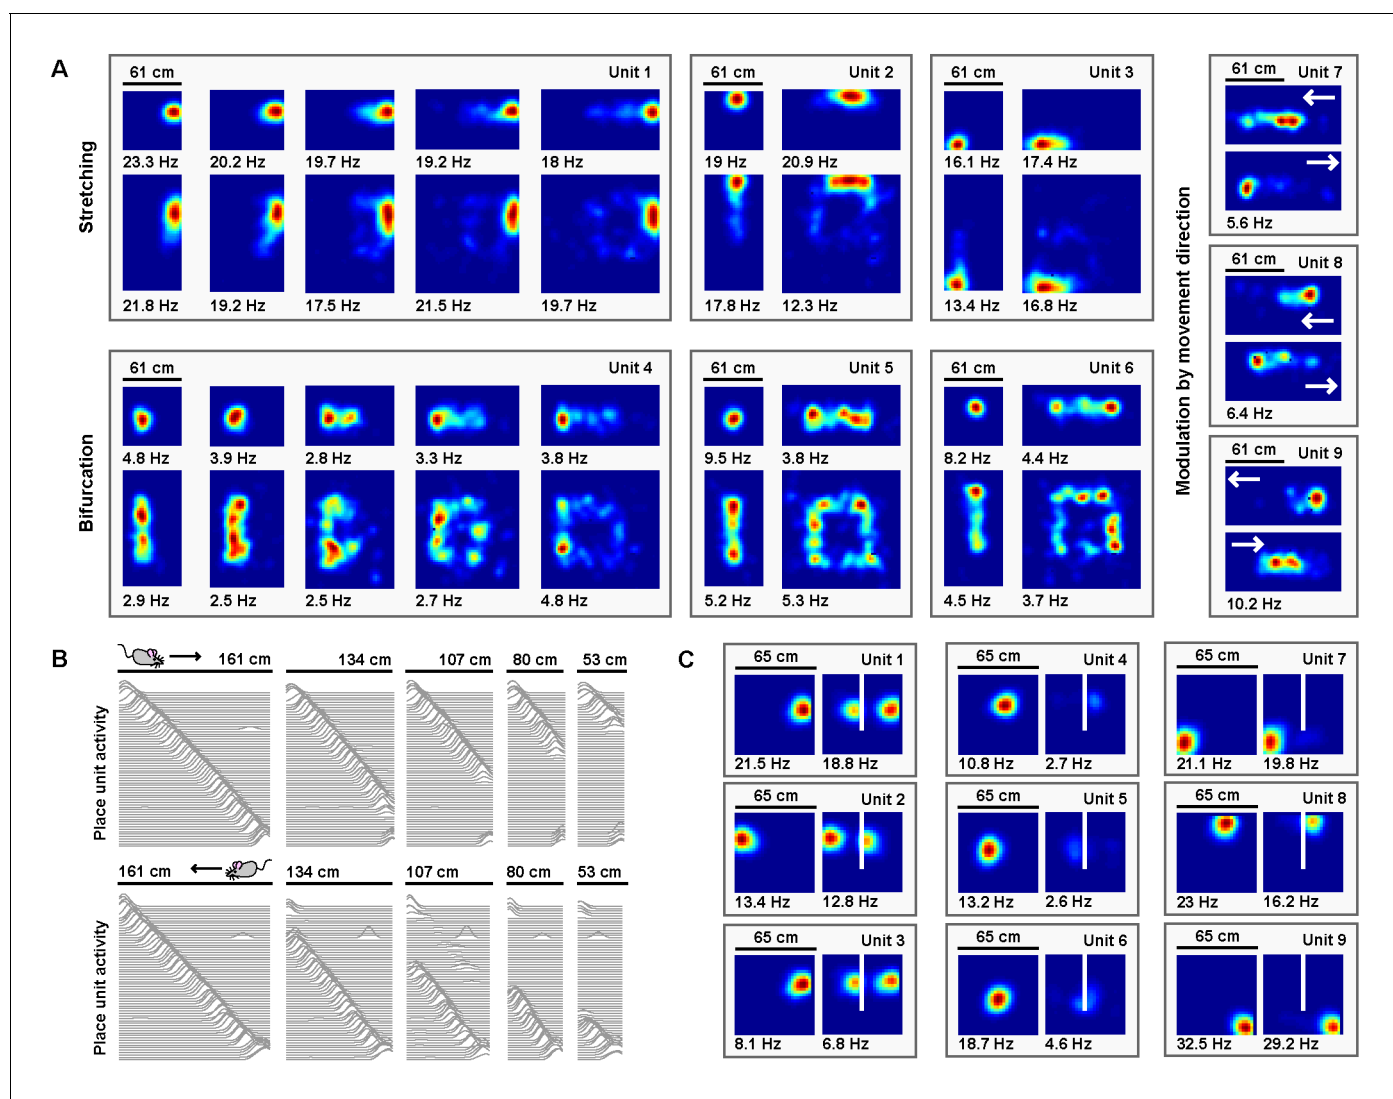 A
Stretching
61 cm Unit 1
23.3 Hz 20.2 Hz 19.7 Hz 19.2 Hz 18 Hz
21.8 Hz 19.2 Hz 17.5 Hz 21.5 Hz 19.7 Hz
61 cm Unit 2
19 Hz 20.9 Hz
17.8 Hz 12.3 Hz
61 cm Unit 3
16.1 Hz 17.4 Hz
13.4 Hz 16.8 Hz
Bifurcation
61 cm Unit 4
4.8 Hz 3.9 Hz 2.8 Hz 3.3 Hz 3.8 Hz
2.9 Hz 2.5 Hz 2.5 Hz 2.7 Hz 4.8 Hz
61 cm Unit 5
9.5 Hz 3.8 Hz
5.2 Hz 5.3 Hz
61 cm Unit 6
8.2 Hz 4.4 Hz
4.5 Hz 3.7 Hz
Modulation by movement direction
61 cm Unit 7
5.6 Hz
61 cm Unit 8
6.4 Hz
61 cm Unit 9
10.2 Hz
B
Place unit activity
161 cm 134 cm 107 cm 80 cm 53 cm
Place unit activity
161 cm 134 cm 107 cm 80 cm 53 cm
C
65 cm Unit 1
21.5 Hz 18.8 Hz
65 cm Unit 4
10.8 Hz 2.7 Hz
65 cm Unit 7
21.1 Hz 19.8 Hz
65 cm Unit 2
13.4 Hz 12.8 Hz
65 cm Unit 5
13.2 Hz 2.6 Hz
65 cm Unit 8
23 Hz 16.2 Hz
65 cm Unit 3
8.1 Hz 6.8 Hz
65 cm Unit 6
18.7 Hz 4.6 Hz
65 cm Unit 9
32.5 Hz 29.2 Hz